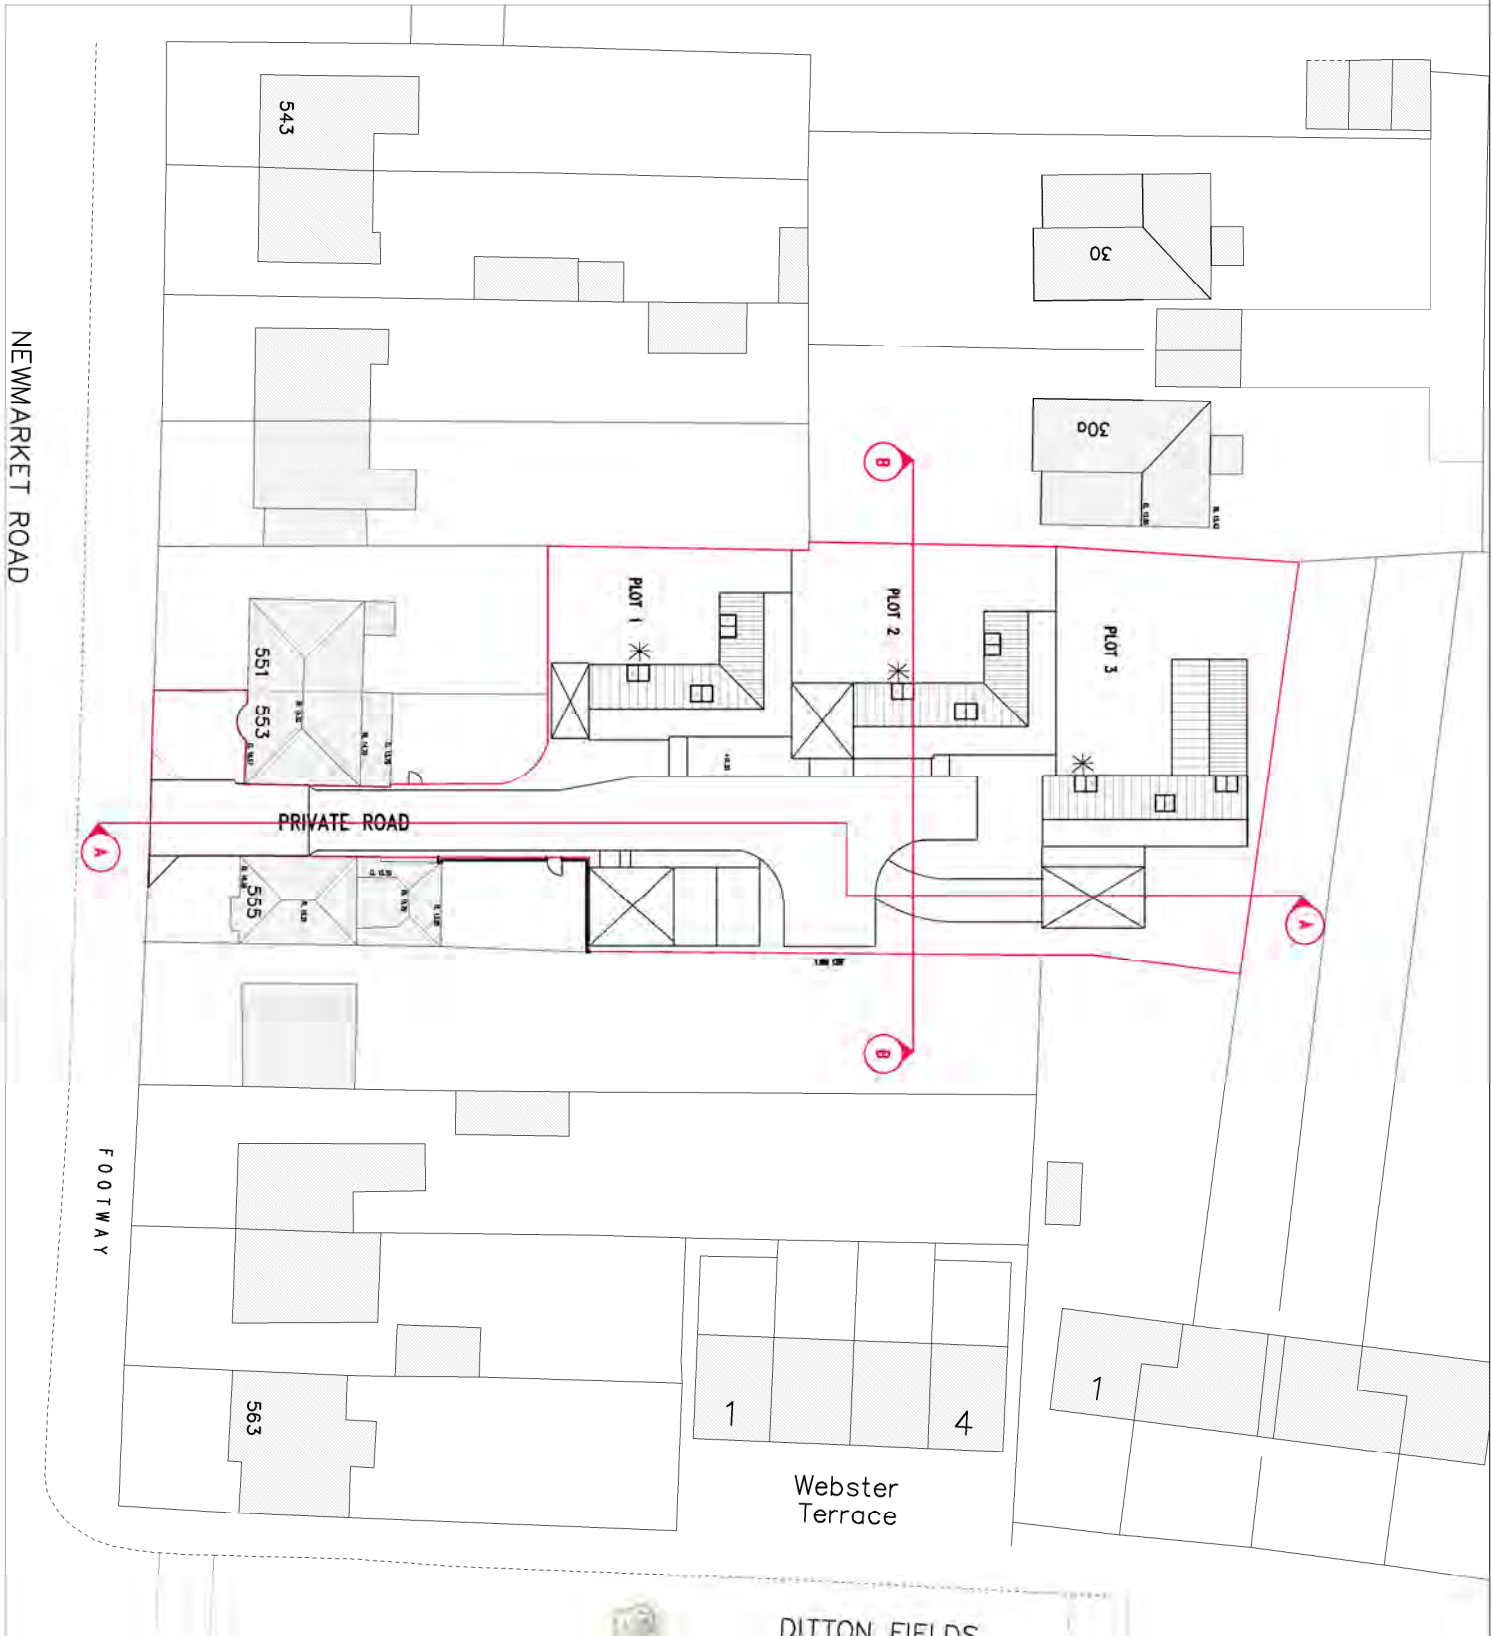 543
30
30a
B
NEWMARKET ROAD
PLOT 1
PLOT 2
PLOT 3
551
553
PRIVATE ROAD
A
A
555
B
FOOTWAY
563
1
4
1
Webster
Terrace
DITTON FIELDS